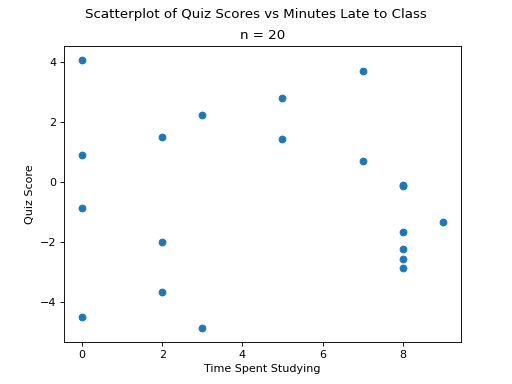 Scatterplot of Quiz Scores vs Minutes Late to Class
n = 20
4
2
0
−2
−4
Quiz Score
0 2 4 6 8
Time Spent Studying